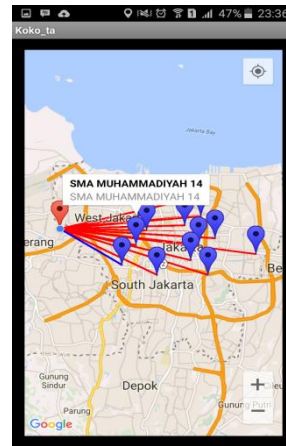 47% 23:36
Koko_ta
Jakarta Bay
SMA MUHAMMADIYAH 14
SMA MUHAMMADIYAH 14
West Jakarta
erang
Jakarta
Be
South Jakarta
Gunung
Sindur
Depok
Parung
Gunung Putri
+
−
Google